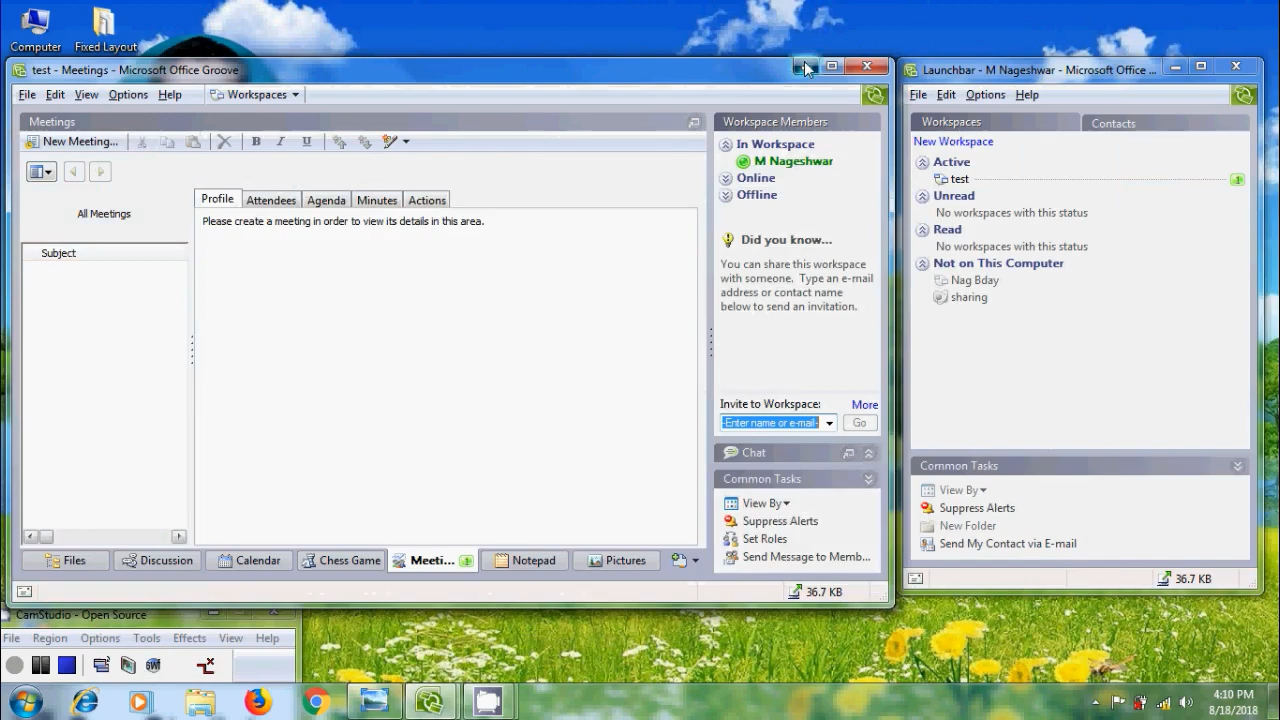 Computer
Fixed Layout
test - Meetings - Microsoft Office Groove
File Edit View Options Help Workspaces
Meetings
New Meeting... B I U
All Meetings
Subject
Profile Attendees Agenda Minutes Actions
Please create a meeting in order to view its details in this area.
Workspace Members
In Workspace
M Nageshwar
Online
Offline
Did you know...
You can share this workspace
with someone. Type an e-mail
address or contact name
below to send an invitation.
Invite to Workspace: More
-Enter name or e-mail- Go
Chat
Common Tasks
View By
Suppress Alerts
Set Roles
Send Message to Memb...
Files Discussion Calendar Chess Game Meeti... Notepad Pictures
36.7 KB
Launchbar - M Nageshwar - Microsoft Office ...
File Edit Options Help
Workspaces Contacts
New Workspace
Active
test
Unread
No workspaces with this status
Read
No workspaces with this status
Not on This Computer
Nag Bday
sharing
Common Tasks
View By
Suppress Alerts
New Folder
Send My Contact via E-mail
36.7 KB
CamStudio - Open Source
File Region Options Tools Effects View Help
4:10 PM
8/18/2018